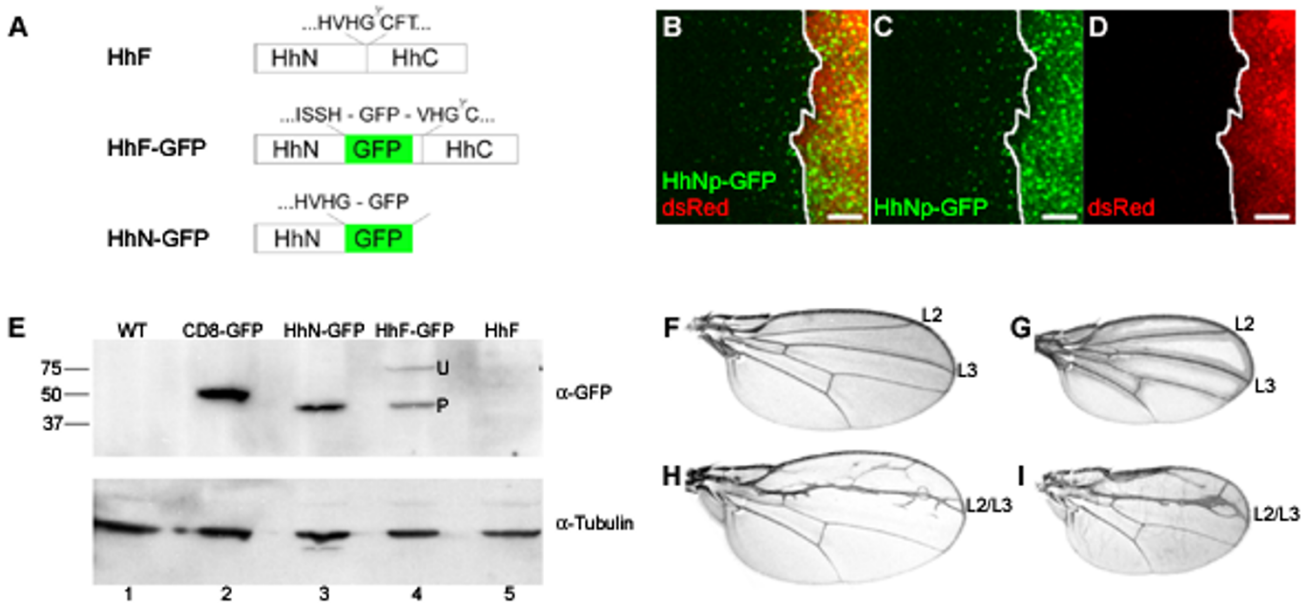 A
...HVHG CFT...
HhF
HhN
HhC
...ISSH - GFP - VHG C...
HhF-GFP
HhN
GFP
HhC
...HVHG - GFP
HhN-GFP
HhN
GFP
B
HhNp-GFP
dsRed
C
HhNp-GFP
D
dsRed
E
WT
CD8-GFP
HhN-GFP
HhF-GFP
HhF
75
50
37
U
P
α-GFP
α-Tubulin
1
2
3
4
5
F
L2
L3
G
L2
L3
H
L2/L3
I
L2/L3